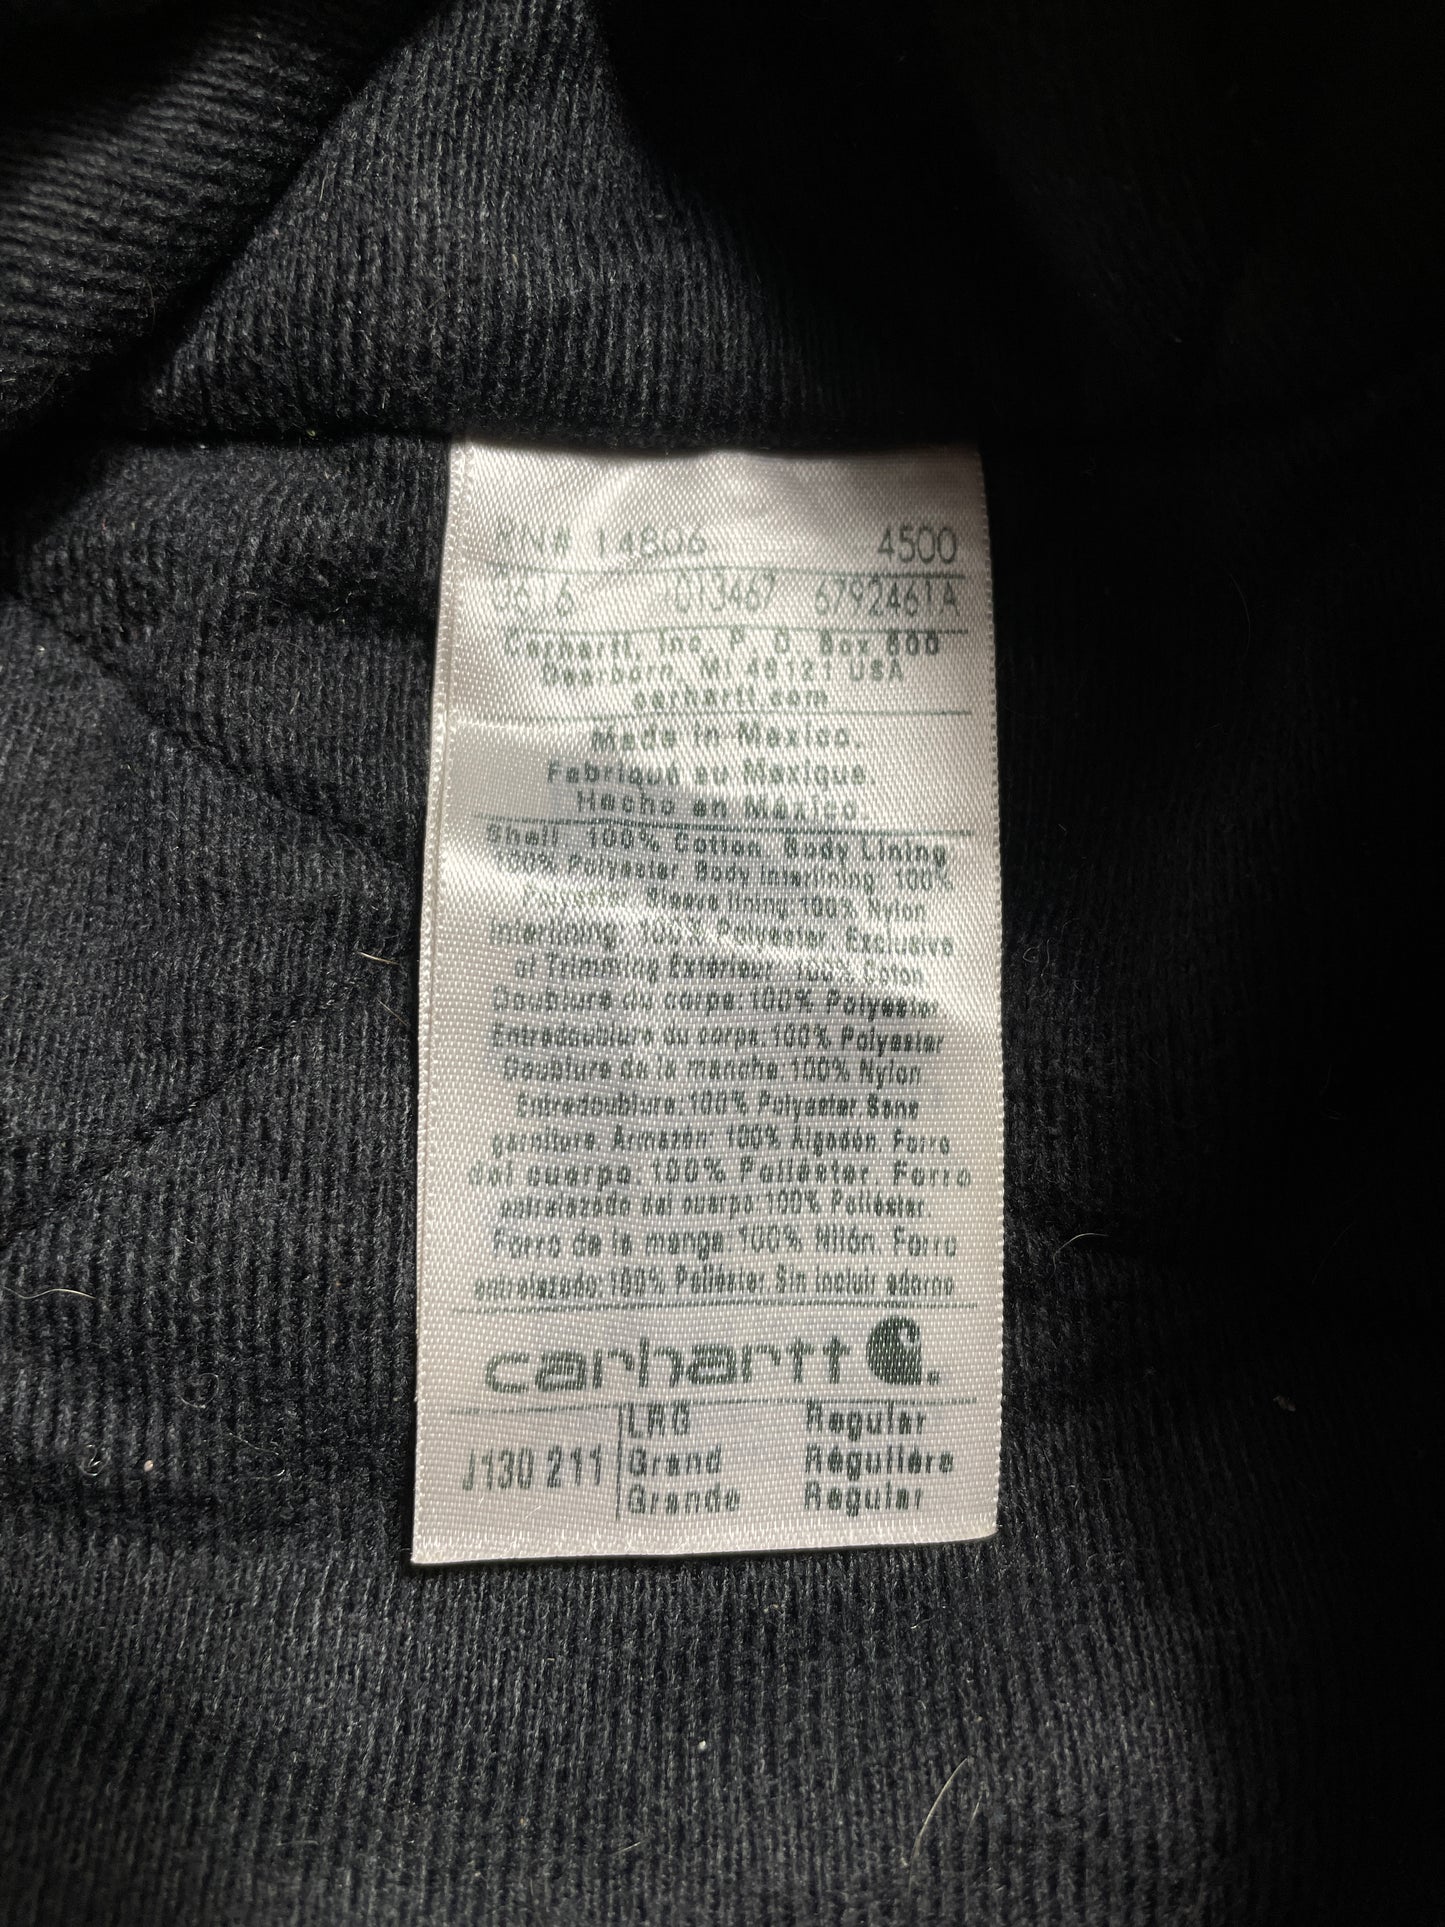 RN# 14806 4500
0616 013467 6792461A
Carhartt, Inc. P. O. Box 600
Dearborn, MI 48121 USA
carhartt.com
Made in Mexico.
Fabriqué au Mexique.
Hecho en México.
Shell: 100% Cotton. Body Lining:
100% Polyester. Body Interlining: 100%
Polyester. Sleeve lining:100% Nylon
Interlining: 100% Polyester. Exclusive
of Trimming Extérieur: 100% Coton
Doublure du corps:100% Polyester
Entredoublure du corps:100% Polyester
Doublure de la manche:100% Nylon
Entredoublure:100% Polyester.Sans
garniture. Armazón: 100% Algodón. Forro
del cuerpo:100% Poliéster. Forro
entrelazado del cuerpo:100% Poliéster.
Forro de la manga:100% Nilón. Forro
entrelazado:100% Poliéster Sin incluir adorno
carhartt
J130 211
LRG Regular
Grand Régulière
Grande Regular